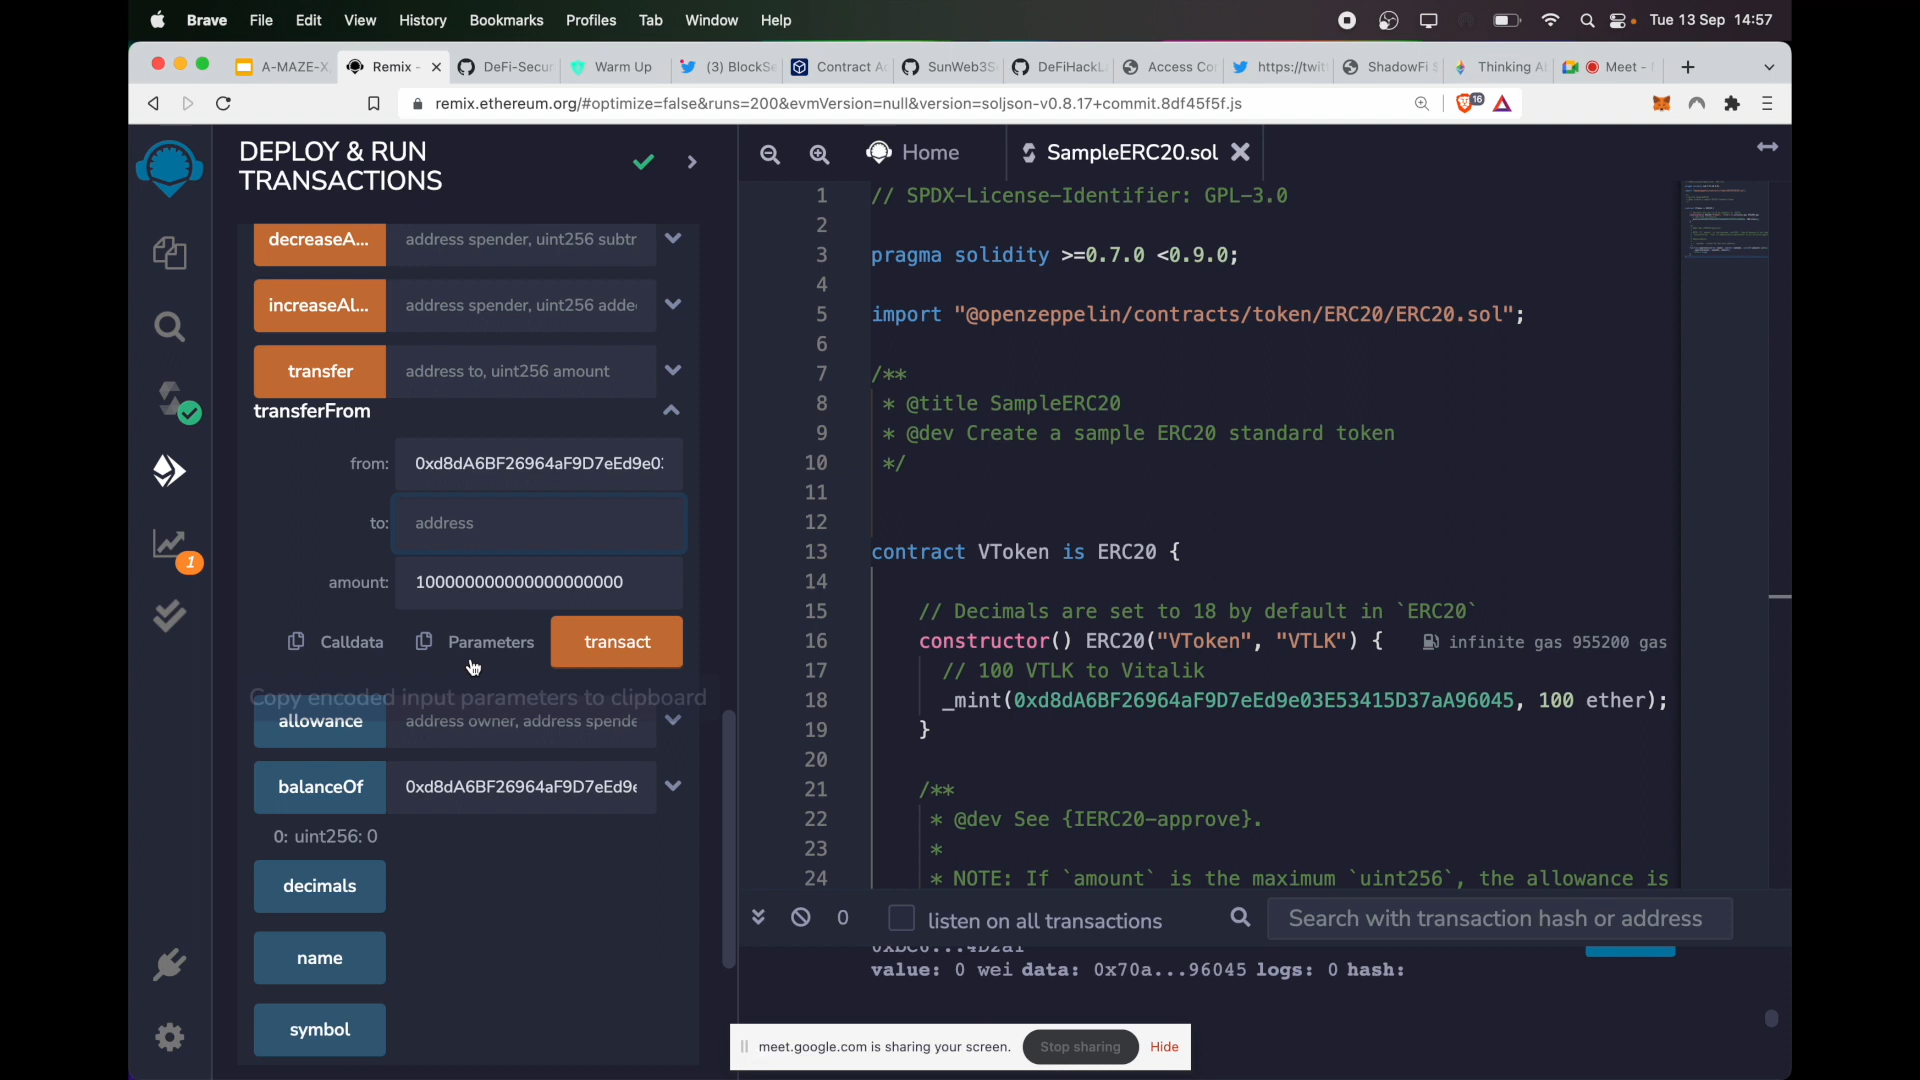 Brave File Edit View History Bookmarks Profiles Tab Window Help Tue 13 Sep 14:57
A-MAZE-X Remix - DeFi-Secur Warm Up (3) BlockSe Contract Ac SunWeb3S DeFiHackL Access Co https://twit ShadowFi $ Thinking A Meet -
remix.ethereum.org/#optimize=false&runs=200&evmVersion=null&version=soljson-v0.8.17+commit.8df45f5f.js
16
DEPLOY & RUN
TRANSACTIONS
decreaseA... address spender, uint256 subtr
increaseAl... address spender, uint256 adde
transfer address to, uint256 amount
transferFrom
from: 0xd8dA6BF26964aF9D7eEd9e0
to: address
amount: 100000000000000000000
Calldata Parameters transact
Copy encoded input parameters to clipboard
allowance address owner, address spende
balanceOf 0xd8dA6BF26964aF9D7eEd9e
0: uint256: 0
decimals
name
symbol
1
Home SampleERC20.sol
1 // SPDX-License-Identifier: GPL-3.0
2
3 pragma solidity >=0.7.0 <0.9.0;
4
5 import "@openzeppelin/contracts/token/ERC20/ERC20.sol";
6
7 /**
8 * @title SampleERC20
9 * @dev Create a sample ERC20 standard token
10 */
11
12
13 contract VToken is ERC20 {
14
15 // Decimals are set to 18 by default in `ERC20`
16 constructor() ERC20("VToken", "VTLK") { infinite gas 955200 gas
17 // 100 VTLK to Vitalik
18 _mint(0xd8dA6BF26964aF9D7eEd9e03E53415D37aA96045, 100 ether);
19 }
20
21 /**
22 * @dev See {IERC20-approve}.
23 *
24 * NOTE: If `amount` is the maximum `uint256`, the allowance is
0 listen on all transactions Search with transaction hash or address
value: 0 wei data: 0x70a...96045 logs: 0 hash:
meet.google.com is sharing your screen. Stop sharing Hide